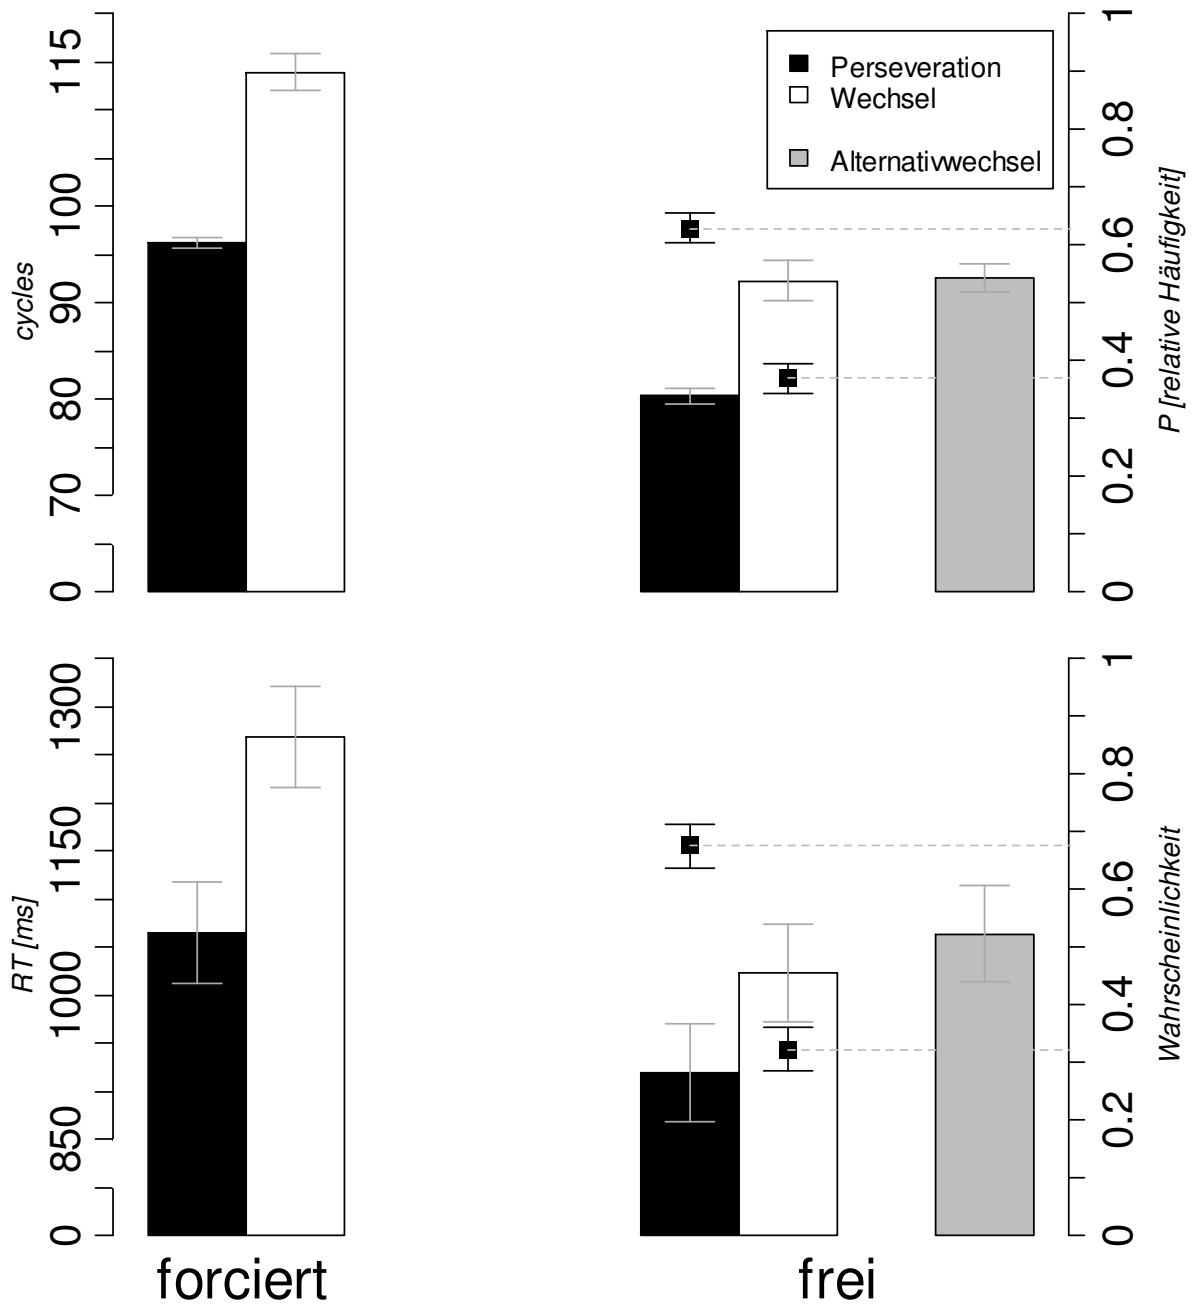 115
100
90
80
70
0
cycles
Perseveration
Wechsel
Alternativwechsel
1
0.8
0.6
0.4
0.2
0
P [relative Häufigkeit]
1300
1150
1000
850
0
RT [ms]
1
0.8
0.6
0.4
0.2
0
Wahrscheinlichkeit
forciert
frei